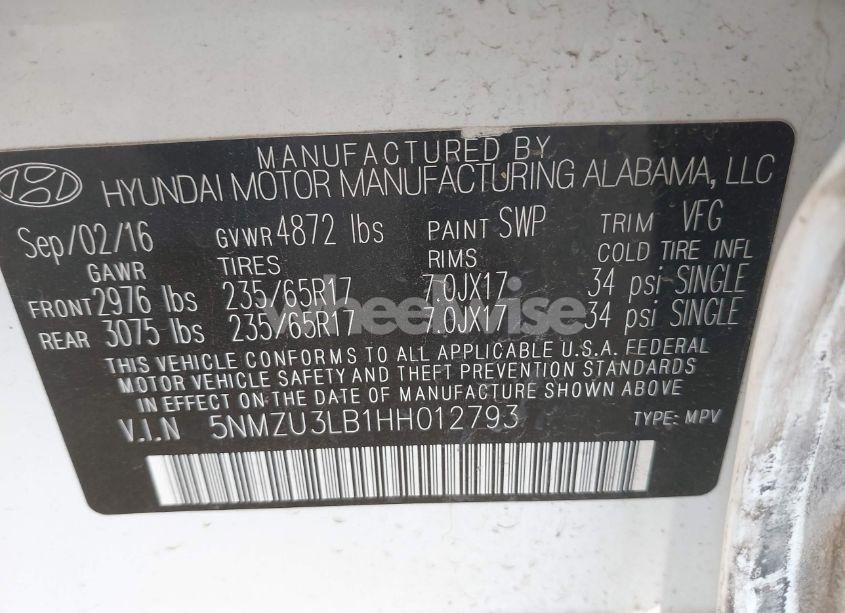 MANUFACTURED BY
HYUNDAI MOTOR MANUFACTURING ALABAMA, LLC
Sep/02/16 GVWR 4872 lbs PAINT SWP TRIM VFG
GAWR TIRES RIMS COLD TIRE INFL
FRONT 2976 lbs 235/65R17 7.0JX17 34 psi SINGLE
REAR 3075 lbs 235/65R17 7.0JX17 34 psi SINGLE
wheelwise
THIS VEHICLE CONFORMS TO ALL APPLICABLE U.S.A. FEDERAL
MOTOR VEHICLE SAFETY AND THEFT PREVENTION STANDARDS
IN EFFECT ON THE DATE OF MANUFACTURE SHOWN ABOVE
V.I.N 5NMZU3LB1HH012793 TYPE: MPV